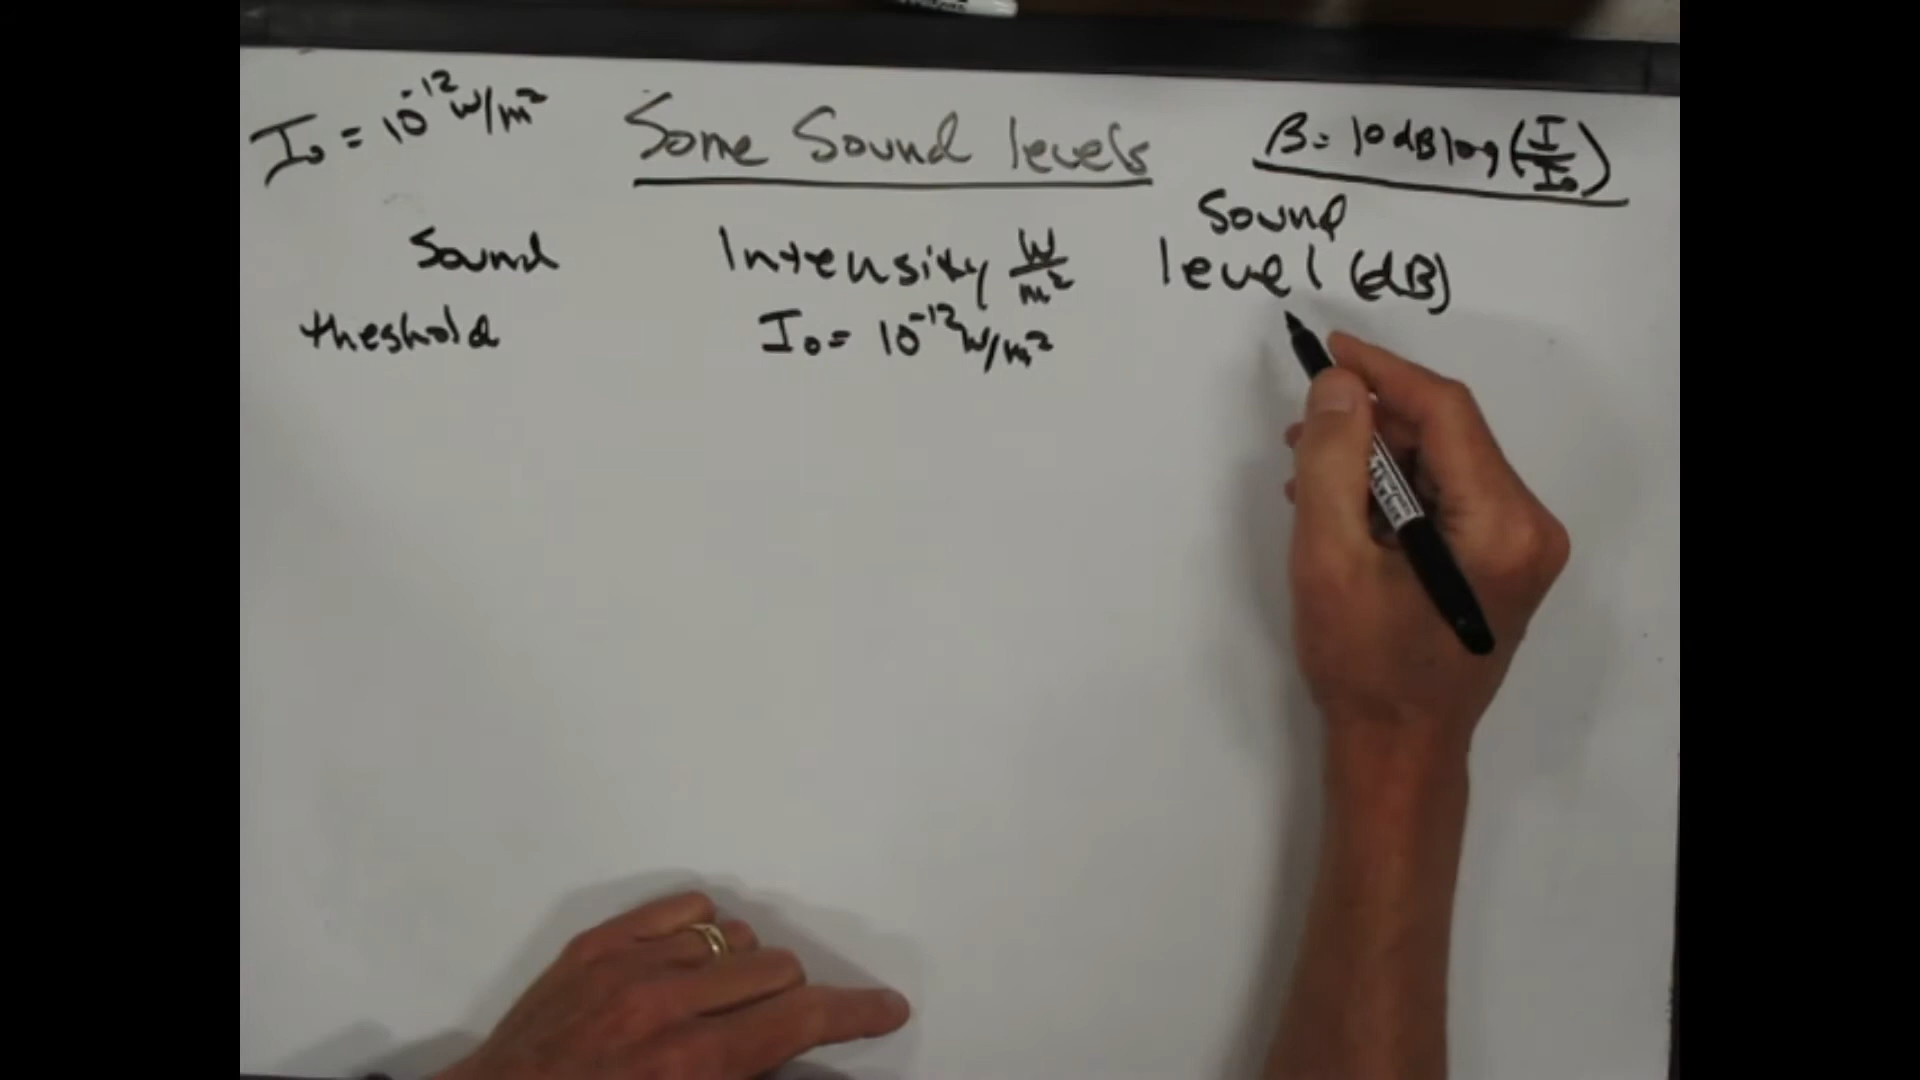 I₀ = 10⁻¹² W/m²
Some Sound levels
β = 10 dB log (I/I₀)
Sound
Intensity W/m²
Sound
level (dB)
theshold
I₀ = 10⁻¹² W/m²